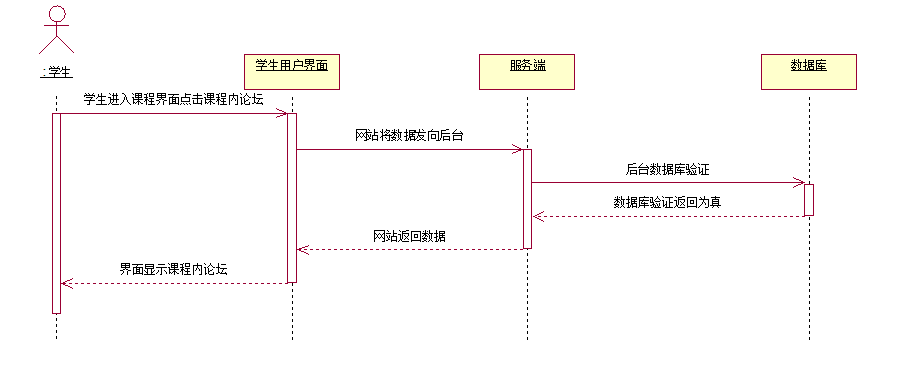 : 学生
学生用户界面
服务端
数据库
学生进入课程界面点击课程内论坛
网站将数据发向后台
后台数据库验证
数据库验证返回为真
网站返回数据
界面显示课程内论坛